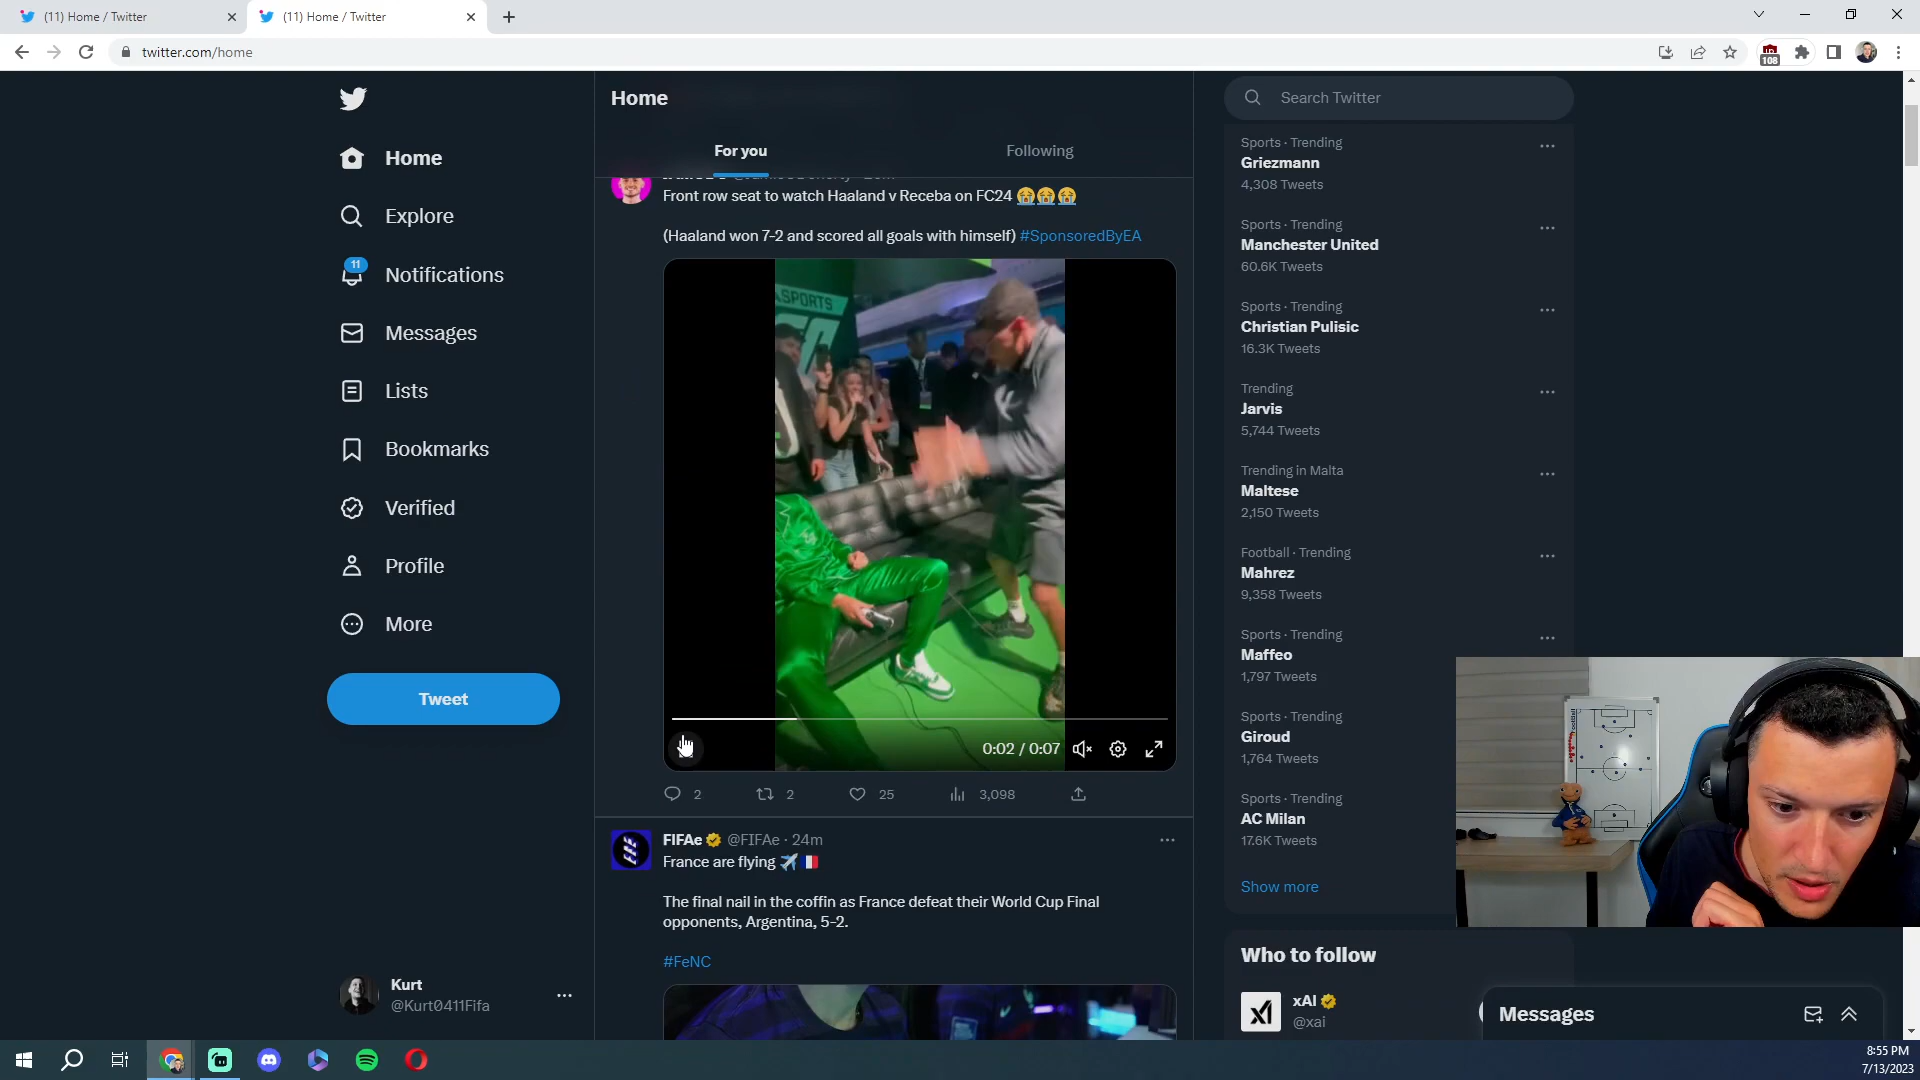 (11) Home / Twitter
(11) Home / Twitter
twitter.com/home
108
Home
Explore
11
Notifications
Messages
Lists
Bookmarks
Verified
Profile
More
Tweet
Kurt
@Kurt0411Fifa
Home
For you
Following
Front row seat to watch Haaland v Receba on FC24 😭😭😭
(Haaland won 7-2 and scored all goals with himself) #SponsoredByEA
SPORTS
0:02 / 0:07
2
2
25
3,098
FIFAe @FIFAe · 24m
France are flying ✈️ 🇫🇷
The final nail in the coffin as France defeat their World Cup Final
opponents, Argentina, 5-2.
#FeNC
Search Twitter
Sports · Trending
Griezmann
4,308 Tweets
Sports · Trending
Manchester United
60.6K Tweets
Sports · Trending
Christian Pulisic
16.3K Tweets
Trending
Jarvis
5,744 Tweets
Trending in Malta
Maltese
2,150 Tweets
Football · Trending
Mahrez
9,358 Tweets
Sports · Trending
Maffeo
1,797 Tweets
Sports · Trending
Giroud
1,764 Tweets
Sports · Trending
AC Milan
17.6K Tweets
Show more
Who to follow
xAI
@xai
Messages
8:55 PM
7/13/2023